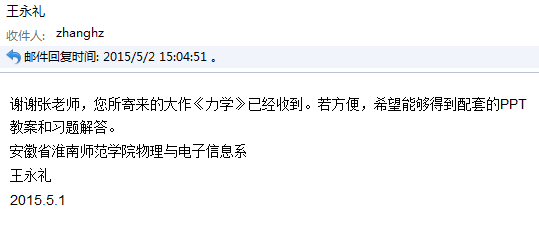 王永礼
收件人： zhanghz
邮件回复时间: 2015/5/2 15:04:51 。
谢谢张老师，您所寄来的大作《力学》已经收到。若方便，希望能够得到配套的PPT
教案和习题解答。
安徽省淮南师范学院物理与电子信息系
王永礼
2015.5.1